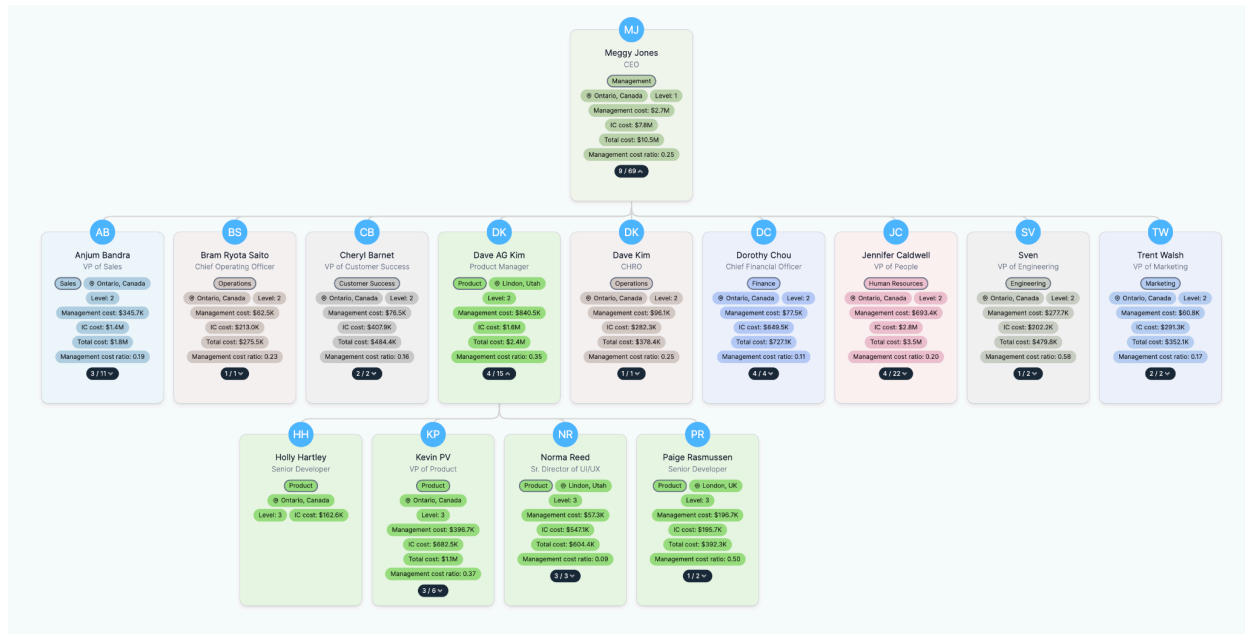 MJ
Meggy Jones
CEO
Management
Ontario, Canada Level: 1
Management cost: $2.7M
IC cost: $7.8M
Total cost: $10.5M
Management cost ratio: 0.25
9 / 69
AB
Anjum Bandra
VP of Sales
Sales Ontario, Canada
Level: 2
Management cost: $345.7K
IC cost: $1.4M
Total cost: $1.8M
Management cost ratio: 0.19
3 / 11
BS
Bram Ryota Saito
Chief Operating Officer
Operations
Ontario, Canada Level: 2
Management cost: $62.5K
IC cost: $213.0K
Total cost: $275.5K
Management cost ratio: 0.23
1 / 1
CB
Cheryl Barnet
VP of Customer Success
Customer Success
Ontario, Canada Level: 2
Management cost: $76.5K
IC cost: $407.9K
Total cost: $484.4K
Management cost ratio: 0.16
2 / 2
DK
Dave AG Kim
Product Manager
Product Lindon, Utah
Level: 2
Management cost: $840.5K
IC cost: $1.6M
Total cost: $2.4M
Management cost ratio: 0.35
4 / 15
DK
Dave Kim
CHRO
Operations
Ontario, Canada Level: 2
Management cost: $96.1K
IC cost: $282.3K
Total cost: $378.4K
Management cost ratio: 0.25
1 / 1
DC
Dorothy Chou
Chief Financial Officer
Finance
Ontario, Canada Level: 2
Management cost: $77.5K
IC cost: $649.5K
Total cost: $727.1K
Management cost ratio: 0.11
4 / 4
JC
Jennifer Caldwell
VP of People
Human Resources
Ontario, Canada Level: 2
Management cost: $693.4K
IC cost: $2.8M
Total cost: $3.5M
Management cost ratio: 0.20
4 / 22
SV
Sven
VP of Engineering
Engineering
Ontario, Canada Level: 2
Management cost: $277.7K
IC cost: $202.2K
Total cost: $479.8K
Management cost ratio: 0.58
1 / 2
TW
Trent Walsh
VP of Marketing
Marketing
Ontario, Canada Level: 2
Management cost: $60.8K
IC cost: $291.3K
Total cost: $352.1K
Management cost ratio: 0.17
2 / 2
HH
Holly Hartley
Senior Developer
Product
Ontario, Canada
Level: 3 IC cost: $162.6K
KP
Kevin PV
VP of Product
Product
Ontario, Canada
Level: 3
Management cost: $396.7K
IC cost: $682.5K
Total cost: $1.1M
Management cost ratio: 0.37
3 / 6
NR
Norma Reed
Sr. Director of UI/UX
Product Lindon, Utah
Level: 3
Management cost: $57.3K
IC cost: $547.1K
Total cost: $604.4K
Management cost ratio: 0.09
3 / 3
PR
Paige Rasmussen
Senior Developer
Product London, UK
Level: 3
Management cost: $196.7K
IC cost: $195.7K
Total cost: $392.3K
Management cost ratio: 0.50
1 / 2